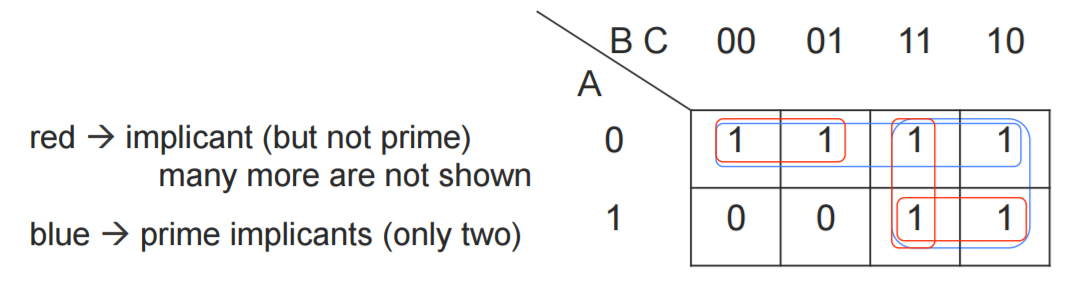 B C 00 01 11 10
A
red → implicant (but not prime) 0 1 1 1 1
many more are not shown
blue → prime implicants (only two) 1 0 0 1 1